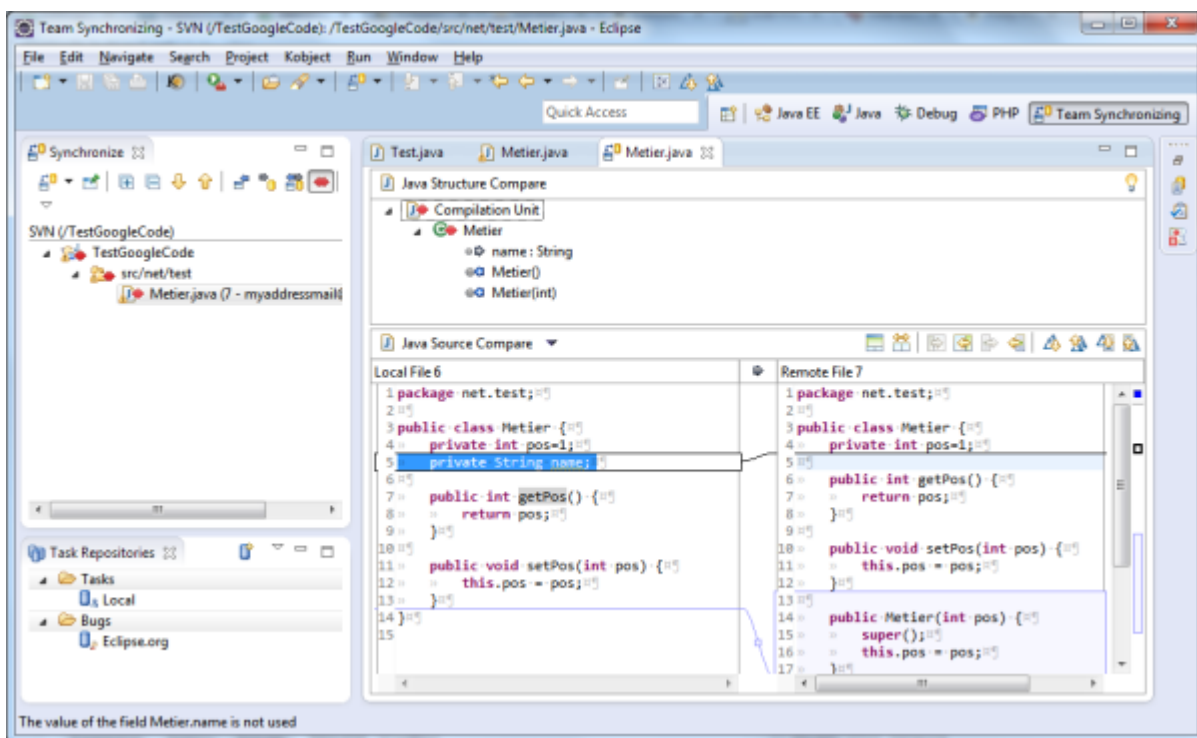 Team Synchronizing - SVN (/TestGoogleCode): /TestGoogleCode/src/net/test/Metier.java - Eclipse
File Edit Navigate Search Project Kobject Run Window Help
Quick Access
Java EE Java Debug PHP Team Synchronizing
Synchronize
SVN (/TestGoogleCode)
TestGoogleCode
src/net/test
Metier.java (7 - myaddressmail
Task Repositories
Tasks
Local
Bugs
Eclipse.org
Test.java Metier.java Metier.java
Java Structure Compare
Compilation Unit
Metier
name : String
Metier()
Metier(int)
Java Source Compare
Local File 6
1 package net.test;
2
3 public class Metier {
4 private int pos=1;
5 private String name;
6
7 public int getPos() {
8 return pos;
9 }
10
11 public void setPos(int pos) {
12 this.pos = pos;
13 }
14 }
15
Remote File 7
1 package net.test;
2
3 public class Metier {
4 private int pos=1;
5
6 public int getPos() {
7 return pos;
8 }
9
10 public void setPos(int pos) {
11 this.pos = pos;
12 }
13
14 public Metier(int pos) {
15 super();
16 this.pos = pos;
17 }
The value of the field Metier.name is not used